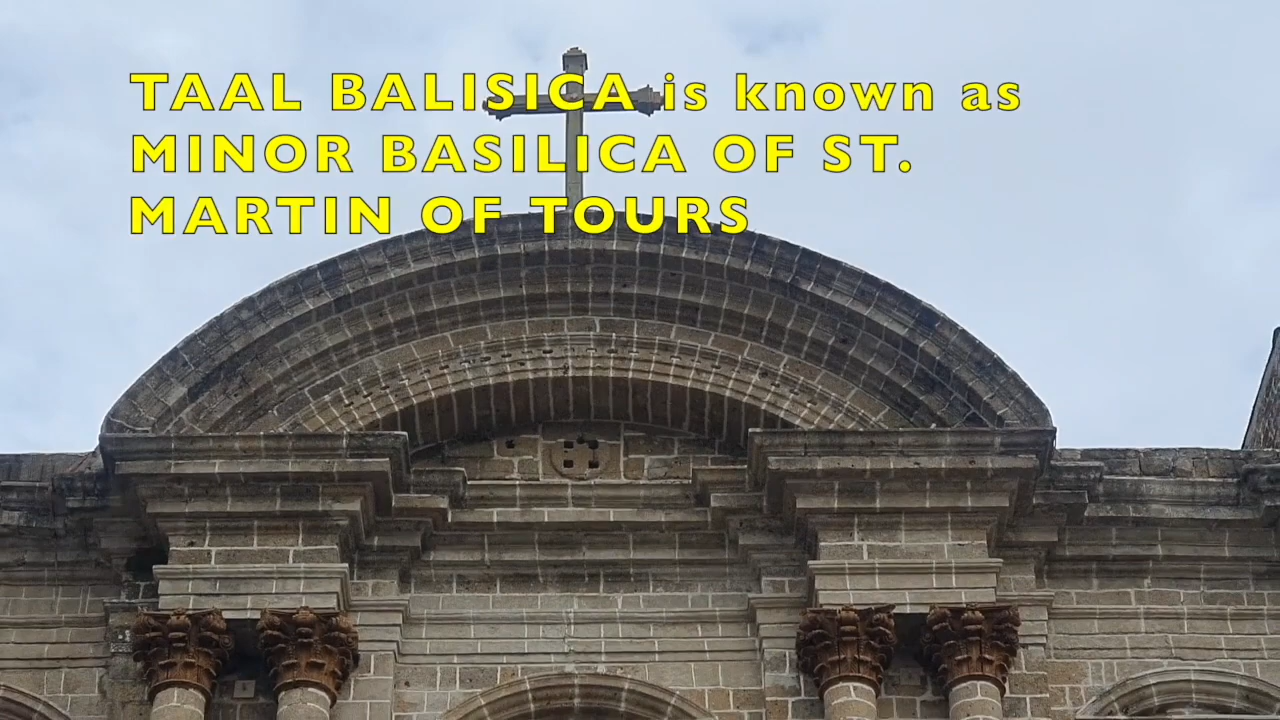 TAAL BALISICA is known as
MINOR BASILICA OF ST.
MARTIN OF TOURS